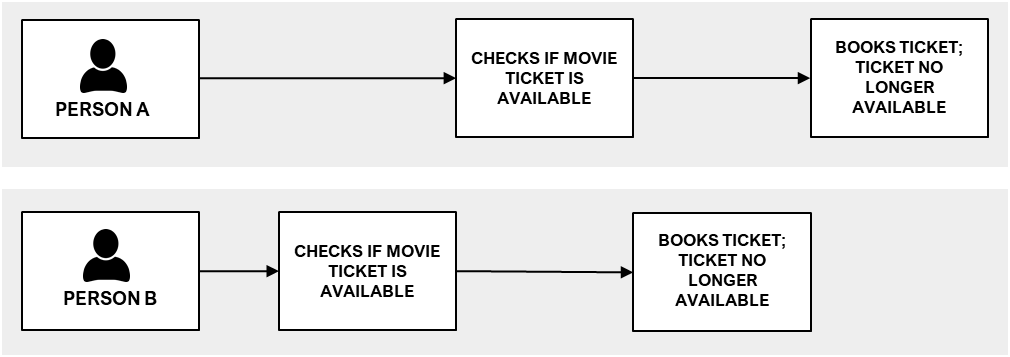 PERSON A
CHECKS IF MOVIE
TICKET IS
AVAILABLE
BOOKS TICKET;
TICKET NO
LONGER
AVAILABLE
PERSON B
CHECKS IF MOVIE
TICKET IS
AVAILABLE
BOOKS TICKET;
TICKET NO
LONGER
AVAILABLE